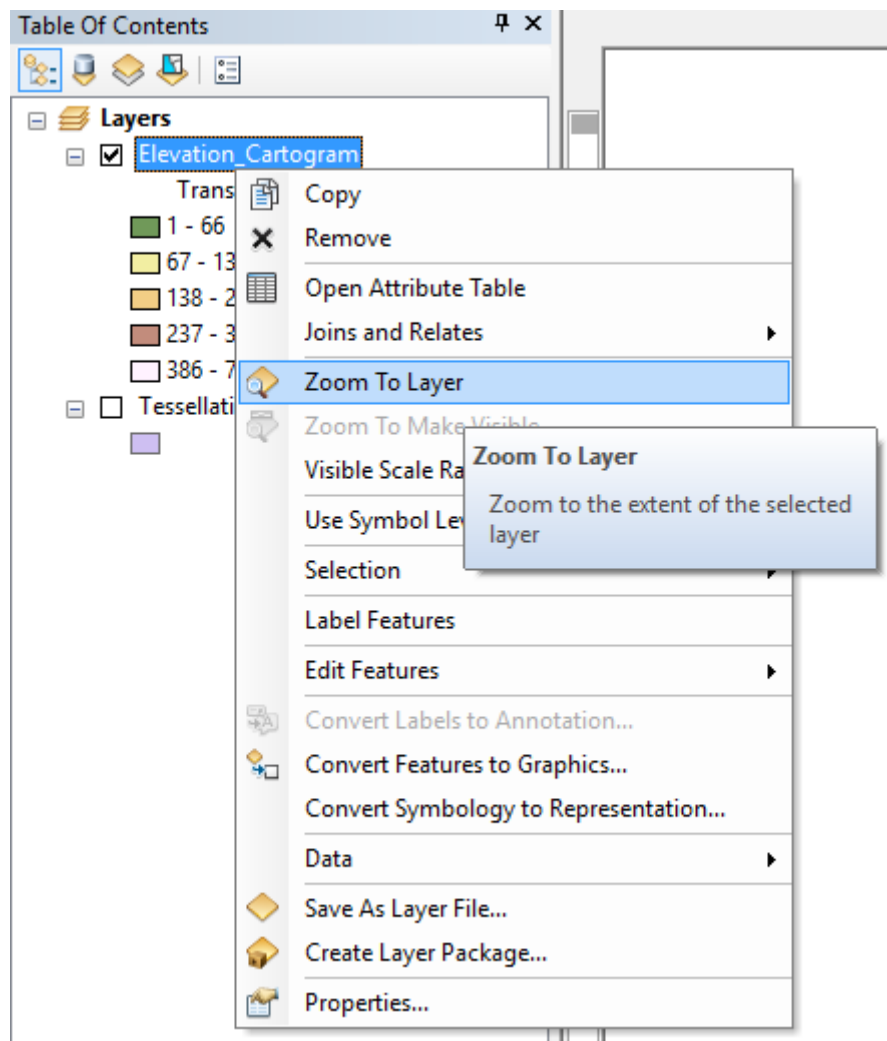 Table Of Contents
Layers
Elevation_Cartogram
Trans
1 - 66
67 - 13
138 - 2
237 - 3
386 - 7
Tessellati
Copy
Remove
Open Attribute Table
Joins and Relates
Zoom To Layer
Zoom To Make Visible
Visible Scale Ra
Use Symbol Lev
Selection
Label Features
Edit Features
Convert Labels to Annotation...
Convert Features to Graphics...
Convert Symbology to Representation...
Data
Save As Layer File...
Create Layer Package...
Properties...
Zoom To Layer
Zoom to the extent of the selected
layer